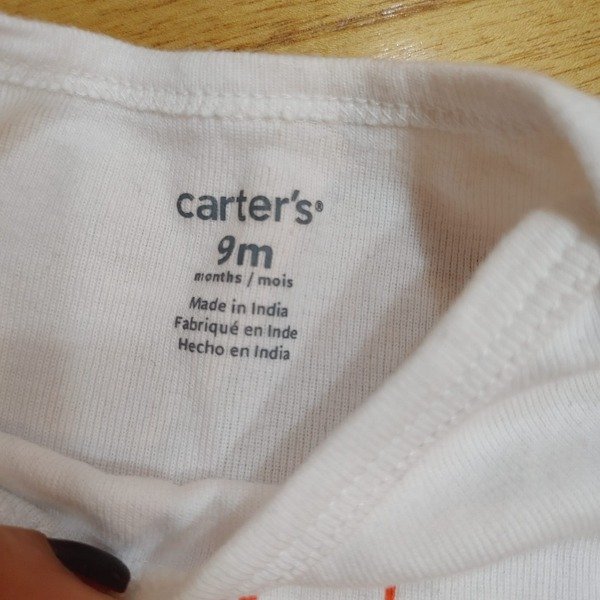 carter's®
9m
months / mois
Made in India
Fabriqué en Inde
Hecho en India